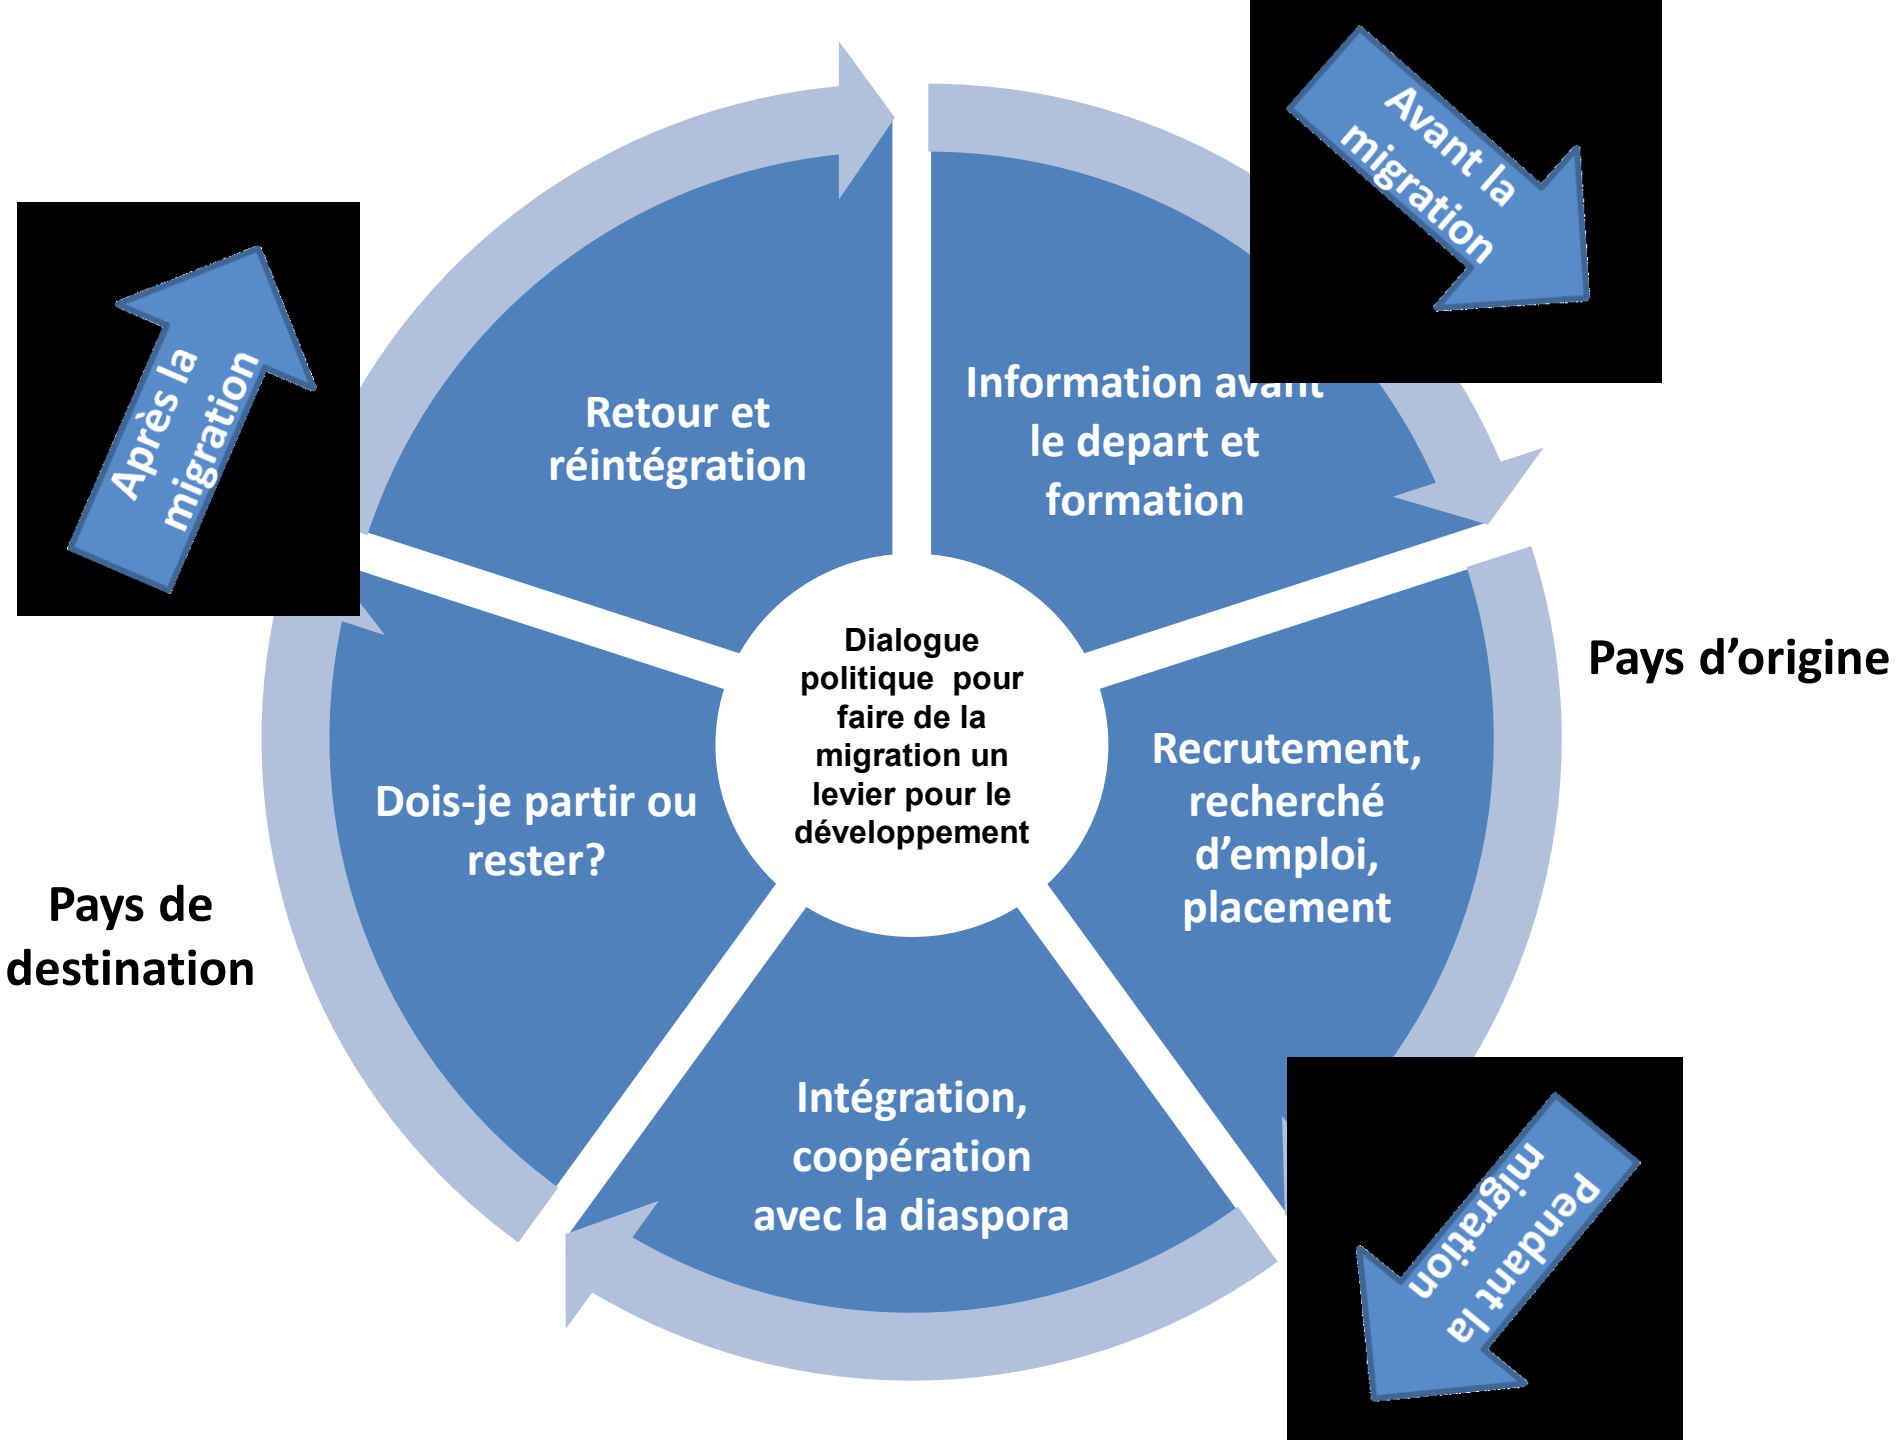 Avant la
migration
Information avant
le depart et
formation
Pays d’origine
Recrutement,
recherché
d’emploi,
placement
Pendant la
migration
Intégration,
coopération
avec la diaspora
Dois-je partir ou
rester?
Pays de
destination
Après la
migration
Retour et
réintégration
Dialogue
politique pour
faire de la
migration un
levier pour le
développement